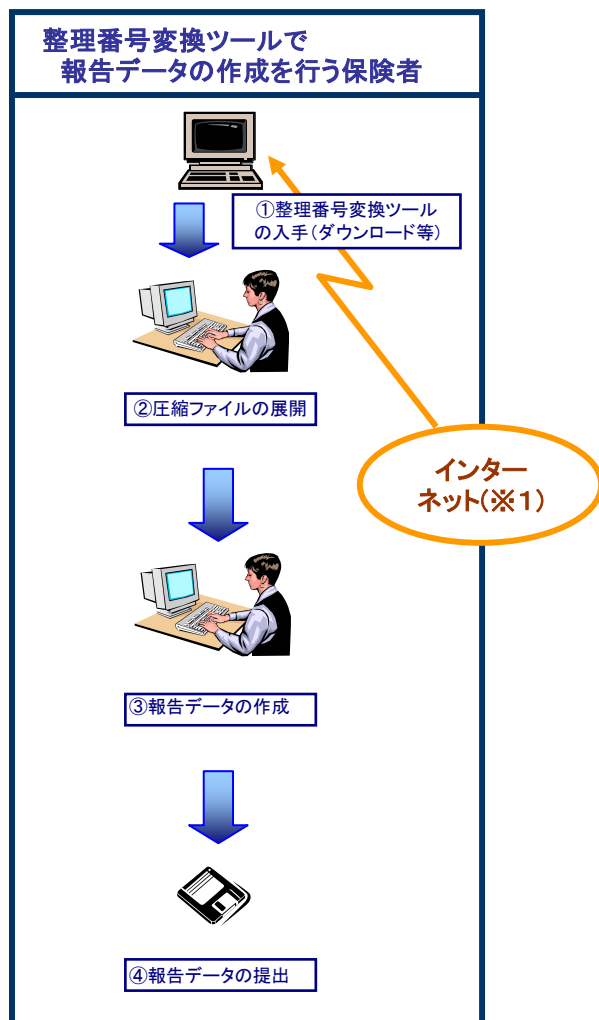 整理番号変換ツールで
報告データの作成を行う保険者
①整理番号変換ツール
の入手(ダウンロード等)
②圧縮ファイルの展開
インター
ネット(※1)
③報告データの作成
④報告データの提出